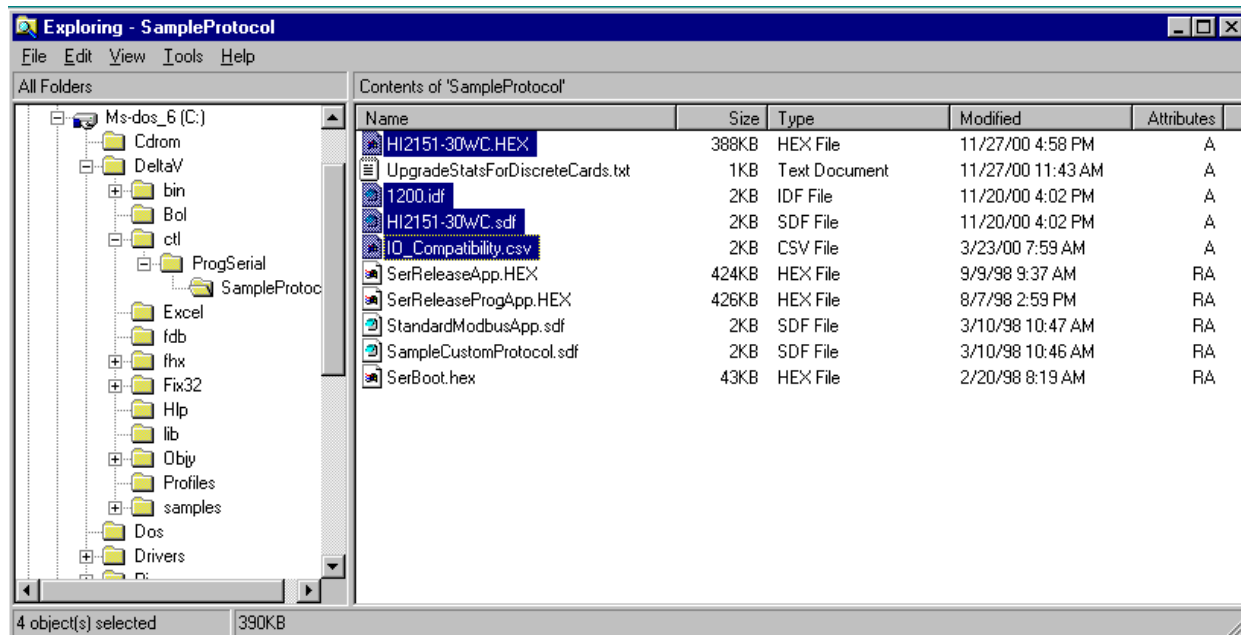 Exploring - SampleProtocol
File Edit View Tools Help
All Folders
Contents of 'SampleProtocol'
Ms-dos_6 (C:)
Cdrom
DeltaV
bin
Bol
ctl
ProgSerial
SampleProtoc
Excel
fdb
fhx
Fix32
Hlp
lib
Objy
Profiles
samples
Dos
Drivers
Name Size Type Modified Attributes
HI2151-30WC.HEX 388KB HEX File 11/27/00 4:58 PM A
UpgradeStatsForDiscreteCards.txt 1KB Text Document 11/27/00 11:43 AM A
1200.idf 2KB IDF File 11/20/00 4:02 PM A
HI2151-30WC.sdf 2KB SDF File 11/20/00 4:02 PM A
IO_Compatibility.csv 2KB CSV File 3/23/00 7:59 AM A
SerReleaseApp.HEX 424KB HEX File 9/9/98 9:37 AM RA
SerReleaseProgApp.HEX 426KB HEX File 8/7/98 2:59 PM RA
StandardModbusApp.sdf 2KB SDF File 3/10/98 10:47 AM RA
SampleCustomProtocol.sdf 2KB SDF File 3/10/98 10:46 AM RA
SerBoot.hex 43KB HEX File 2/20/98 8:19 AM RA
4 object(s) selected 390KB